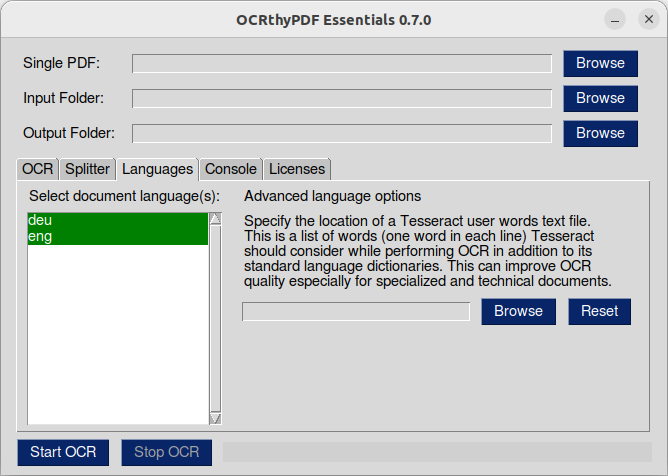 OCRthyPDF Essentials 0.7.0
Single PDF: Browse
Input Folder: Browse
Output Folder: Browse
OCR Splitter Languages Console Licenses
Select document language(s):
deu
eng
Advanced language options
Specify the location of a Tesseract user words text file.
This is a list of words (one word in each line) Tesseract
should consider while performing OCR in addition to its
standard language dictionaries. This can improve OCR
quality especially for specialized and technical documents.
Browse Reset
Start OCR Stop OCR